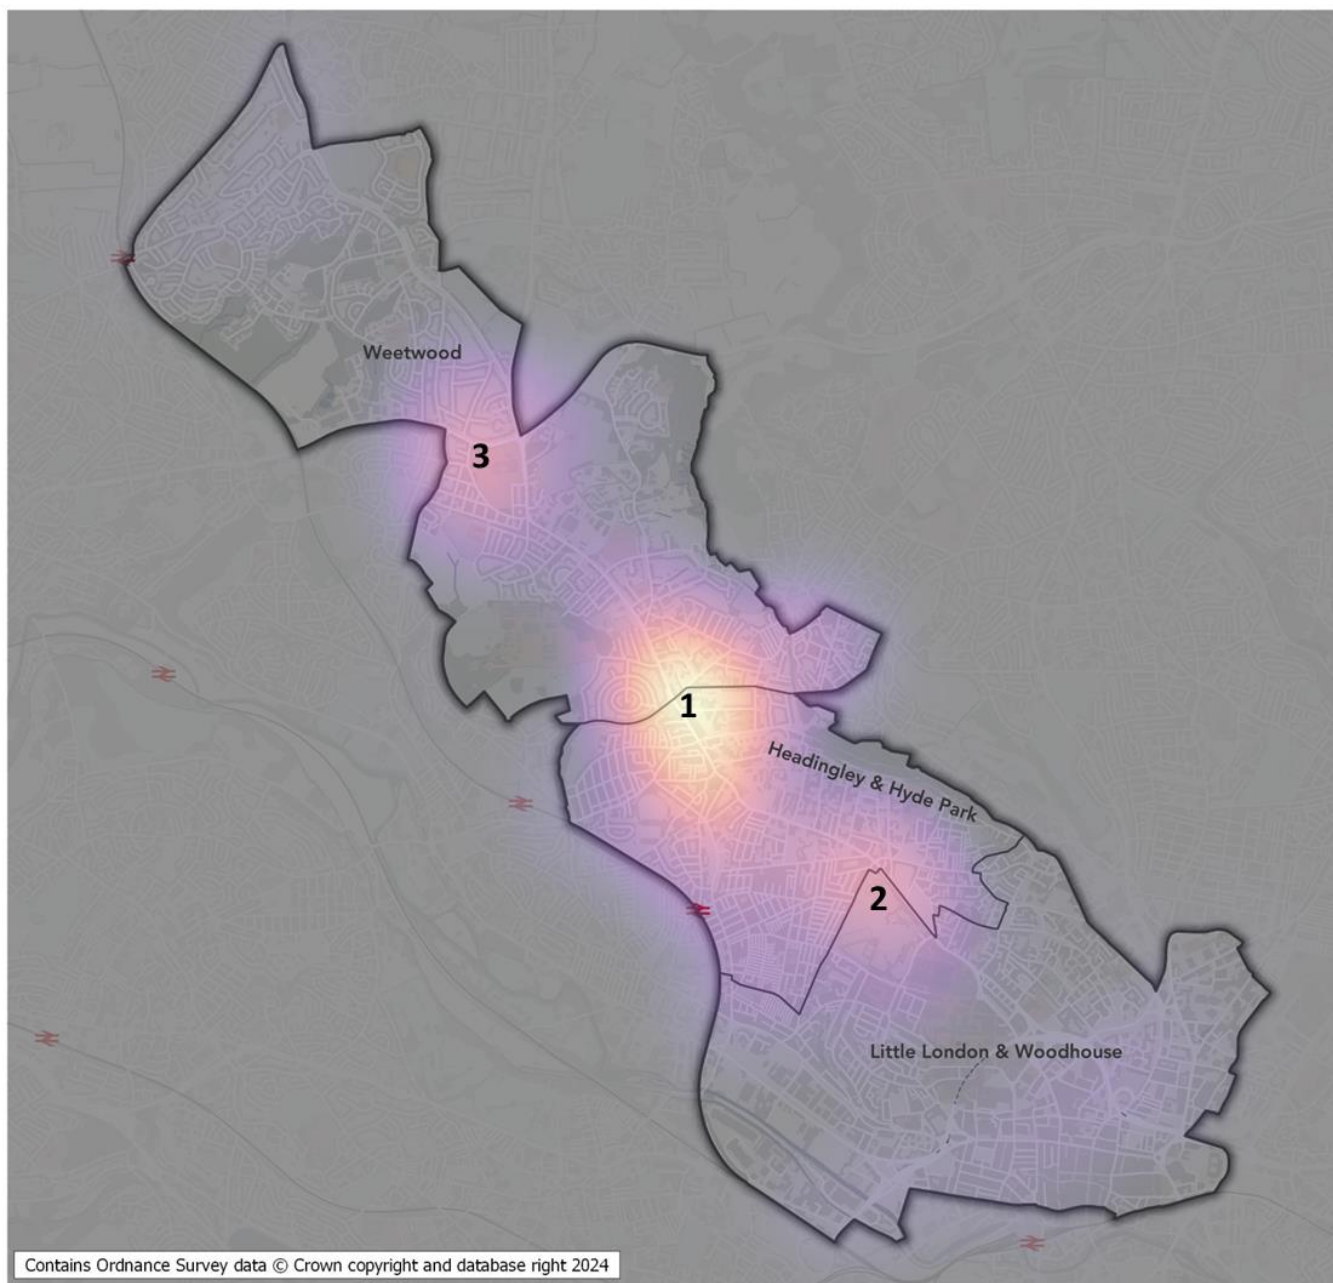 Weetwood
3
1
Headingley & Hyde Park
2
Little London & Woodhouse
Contains Ordnance Survey data © Crown copyright and database right 2024